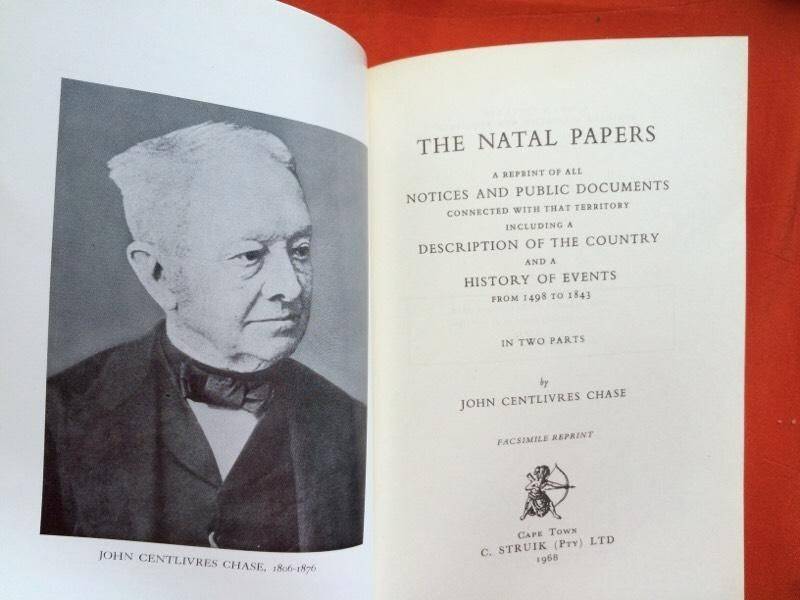 JOHN CENTLIVRES CHASE, 1806-1876
THE NATAL PAPERS
A REPRINT OF ALL
NOTICES AND PUBLIC DOCUMENTS
CONNECTED WITH THAT TERRITORY
INCLUDING A
DESCRIPTION OF THE COUNTRY
AND A
HISTORY OF EVENTS
FROM 1498 TO 1843
IN TWO PARTS
by
JOHN CENTLIVRES CHASE
FACSIMILE REPRINT
CAPE TOWN
C. STRUIK (PTY) LTD
1968